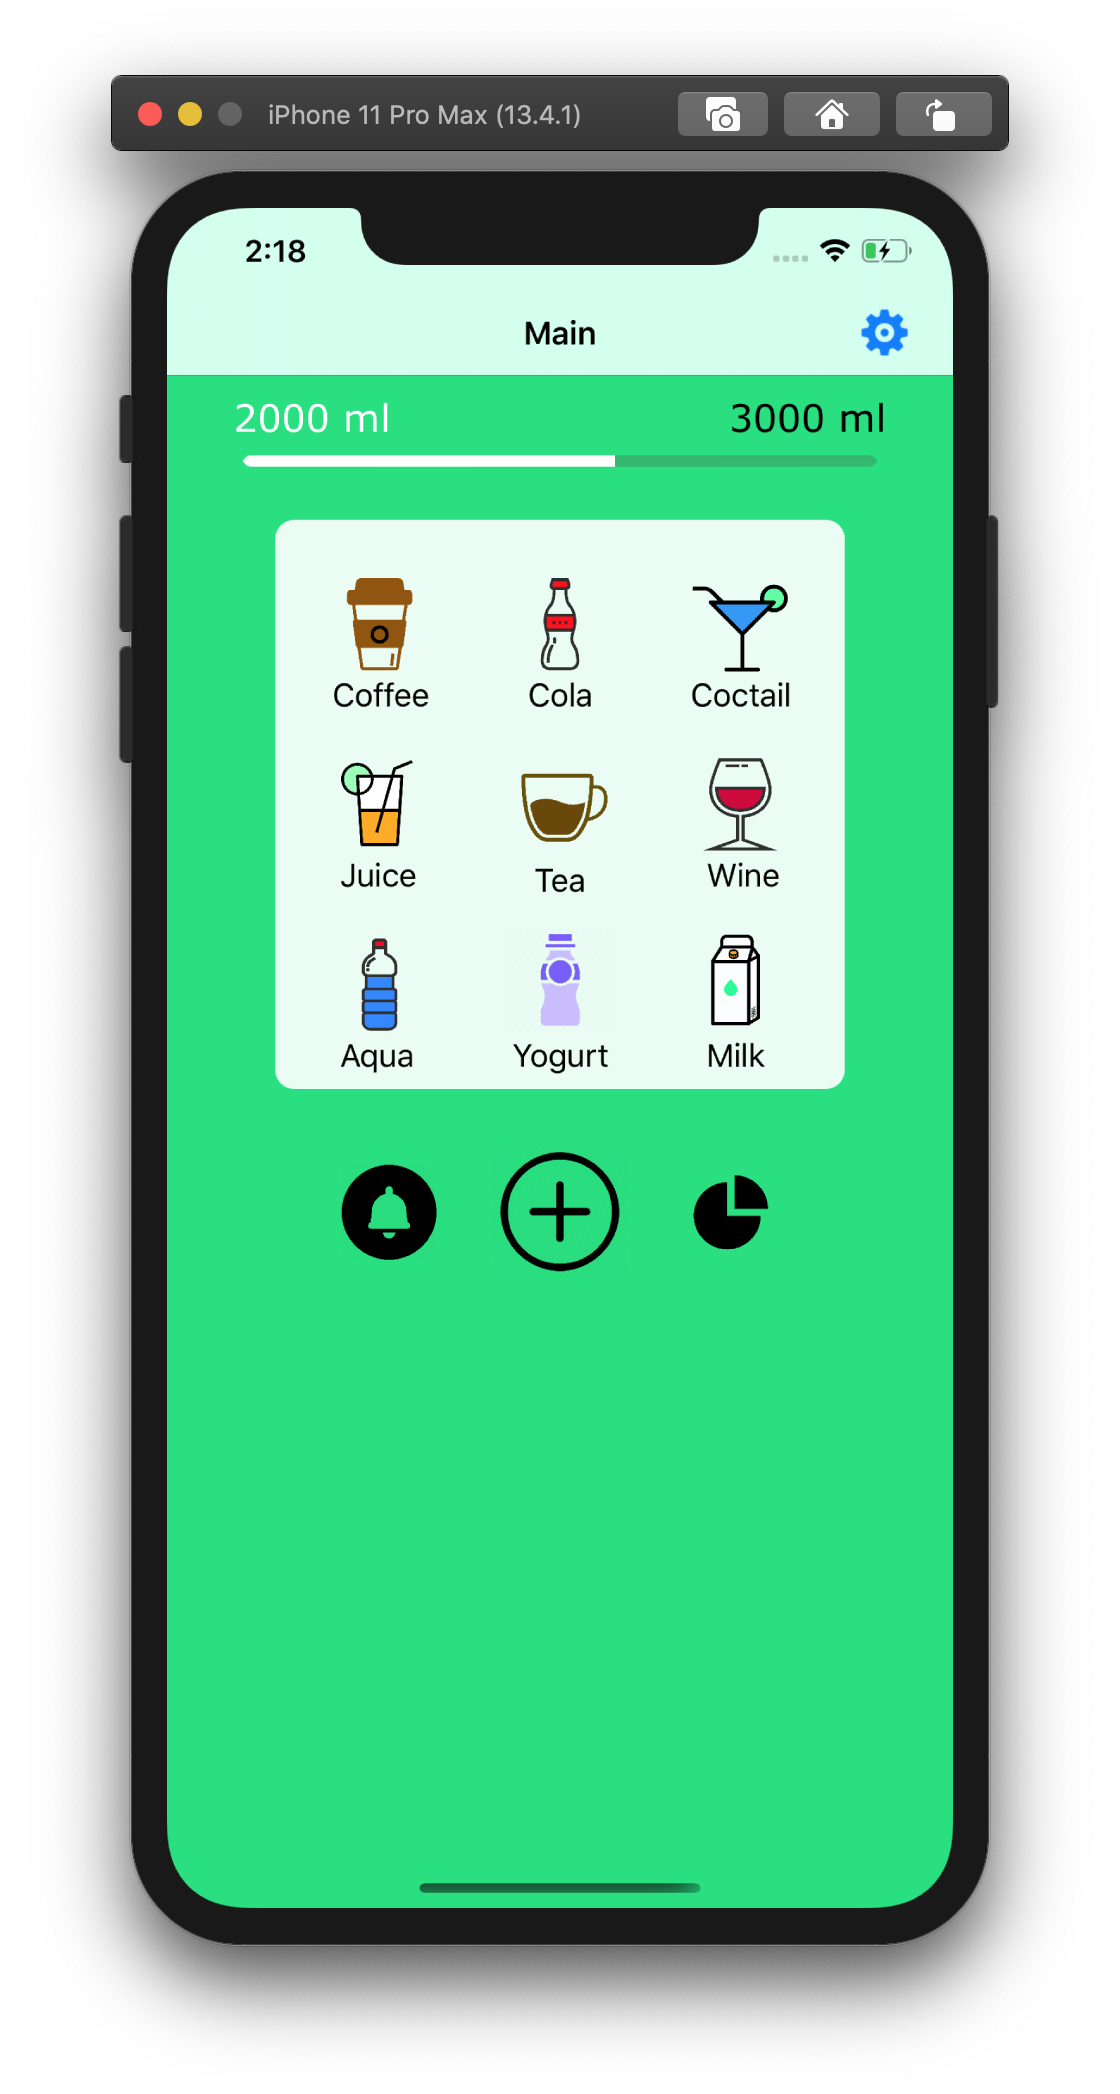 iPhone 11 Pro Max (13.4.1)
2:18
Main
2000 ml 3000 ml
Coffee Cola Coctail
Juice Tea Wine
Aqua Yogurt Milk